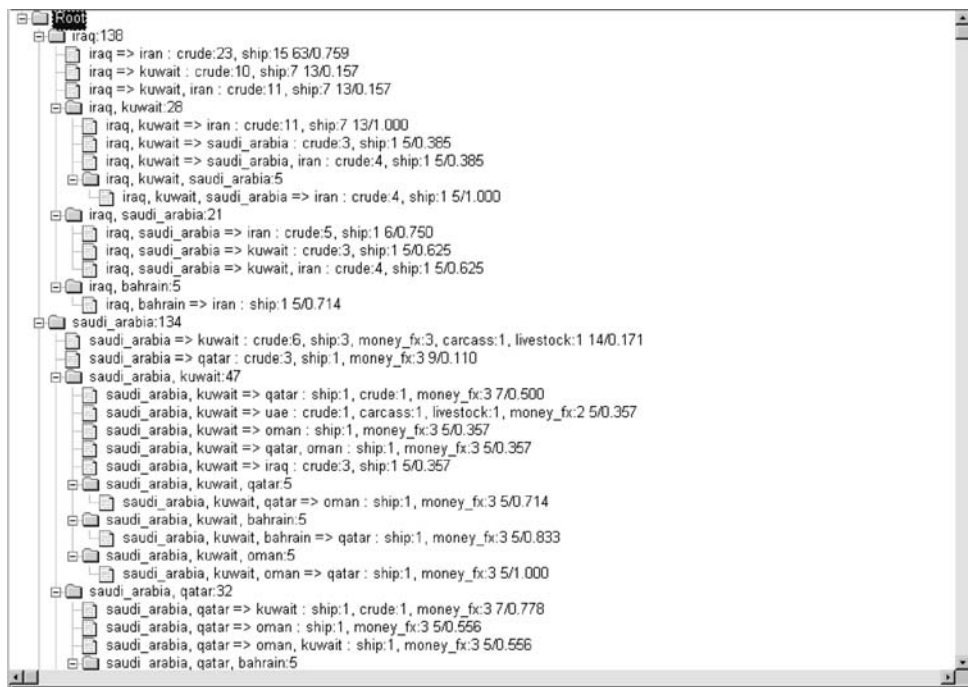 Root
iraq:138
iraq => iran : crude:23, ship:15 63/0.759
iraq => kuwait : crude:10, ship:7 13/0.157
iraq => kuwait, iran : crude:11, ship:7 13/0.157
iraq, kuwait:28
iraq, kuwait => iran : crude:11, ship:7 13/1.000
iraq, kuwait => saudi_arabia : crude:3, ship:1 5/0.385
iraq, kuwait => saudi_arabia, iran : crude:4, ship:1 5/0.385
iraq, kuwait, saudi_arabia:5
iraq, kuwait, saudi_arabia => iran : crude:4, ship:1 5/1.000
iraq, saudi_arabia:21
iraq, saudi_arabia => iran : crude:5, ship:1 6/0.750
iraq, saudi_arabia => kuwait : crude:3, ship:1 5/0.625
iraq, saudi_arabia => kuwait, iran : crude:4, ship:1 5/0.625
iraq, bahrain:5
iraq, bahrain => iran : ship:1 5/0.714
saudi_arabia:134
saudi_arabia => kuwait : crude:6, ship:3, money_fx:3, carcass:1, livestock:1 14/0.171
saudi_arabia => qatar : crude:3, ship:1, money_fx:3 9/0.110
saudi_arabia, kuwait:47
saudi_arabia, kuwait => qatar : ship:1, crude:1, money_fx:3 7/0.500
saudi_arabia, kuwait => uae : crude:1, carcass:1, livestock:1, money_fx:2 5/0.357
saudi_arabia, kuwait => oman : ship:1, money_fx:3 5/0.357
saudi_arabia, kuwait => qatar, oman : ship:1, money_fx:3 5/0.357
saudi_arabia, kuwait => iraq : crude:3, ship:1 5/0.357
saudi_arabia, kuwait, qatar:5
saudi_arabia, kuwait, qatar => oman : ship:1, money_fx:3 5/0.714
saudi_arabia, kuwait, bahrain:5
saudi_arabia, kuwait, bahrain => qatar : ship:1, money_fx:3 5/0.833
saudi_arabia, kuwait, oman:5
saudi_arabia, kuwait, oman => qatar : ship:1, money_fx:3 5/1.000
saudi_arabia, qatar:32
saudi_arabia, qatar => kuwait : ship:1, crude:1, money_fx:3 7/0.778
saudi_arabia, qatar => oman : ship:1, money_fx:3 5/0.556
saudi_arabia, qatar => oman, kuwait : ship:1, money_fx:3 5/0.556
saudi_arabia, qatar, bahrain:5